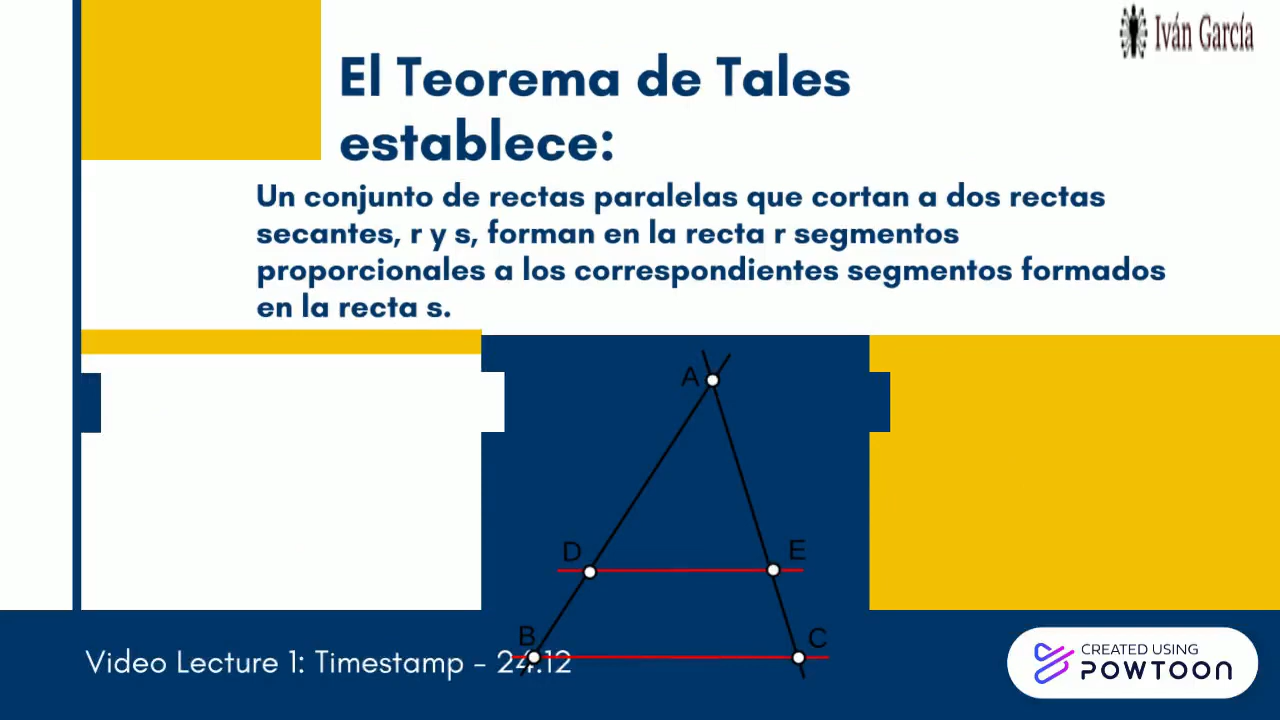 Iván García
El Teorema de Tales
establece:
Un conjunto de rectas paralelas que cortan a dos rectas
secantes, r y s, forman en la recta r segmentos
proporcionales a los correspondientes segmentos formados
en la recta s.
A
D
E
B
C
Video Lecture 1: Timestamp - 24:12
CREATED USING
POWTOON